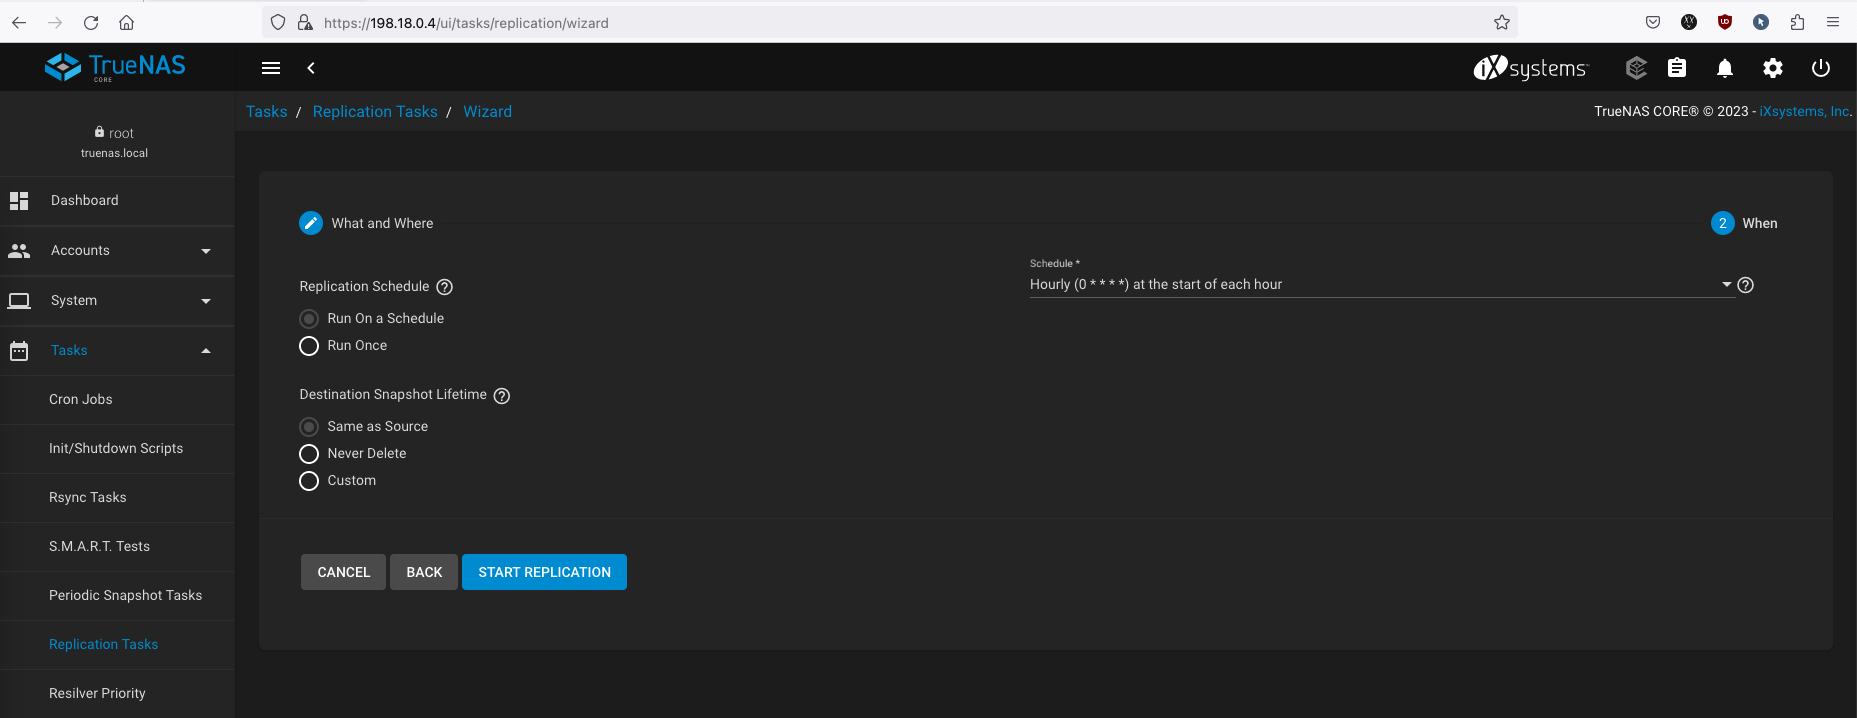 https://198.18.0.4/ui/tasks/replication/wizard
TrueNAS
CORE
iXsystems™
Tasks / Replication Tasks / Wizard
TrueNAS CORE® © 2023 - iXsystems, Inc.
root
truenas.local
Dashboard
Accounts
System
Tasks
Cron Jobs
Init/Shutdown Scripts
Rsync Tasks
S.M.A.R.T. Tests
Periodic Snapshot Tasks
Replication Tasks
Resilver Priority
What and Where
2 When
Replication Schedule
Run On a Schedule
Run Once
Schedule *
Hourly (0 * * * *) at the start of each hour
Destination Snapshot Lifetime
Same as Source
Never Delete
Custom
CANCEL BACK START REPLICATION